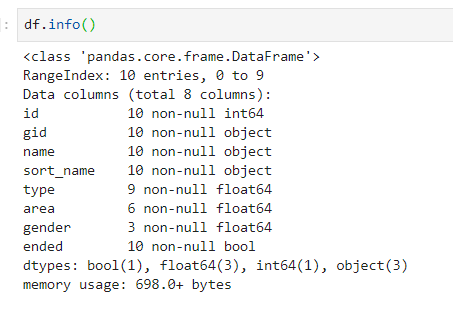 ]: df.info()
<class 'pandas.core.frame.DataFrame'>
RangeIndex: 10 entries, 0 to 9
Data columns (total 8 columns):
id           10 non-null int64
gid          10 non-null object
name         10 non-null object
sort_name    10 non-null object
type         9 non-null float64
area         6 non-null float64
gender       3 non-null float64
ended        10 non-null bool
dtypes: bool(1), float64(3), int64(1), object(3)
memory usage: 698.0+ bytes